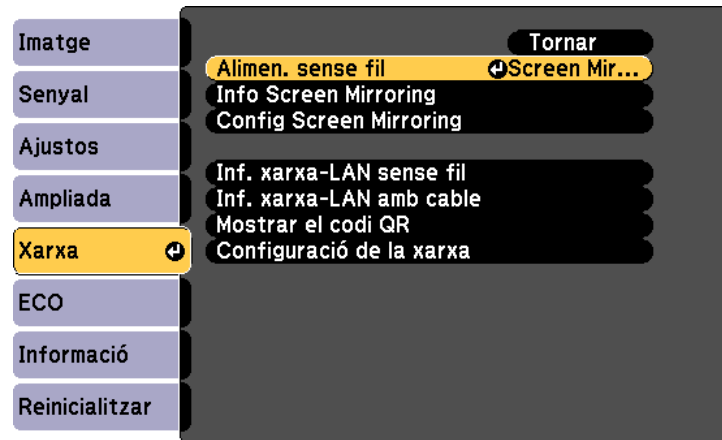 Imatge
Senyal
Ajustos
Ampliada
Xarxa
ECO
Informació
Reinicialitzar
Tornar
Alimen. sense fil Screen Mir...
Info Screen Mirroring
Config Screen Mirroring
Inf. xarxa-LAN sense fil
Inf. xarxa-LAN amb cable
Mostrar el codi QR
Configuració de la xarxa